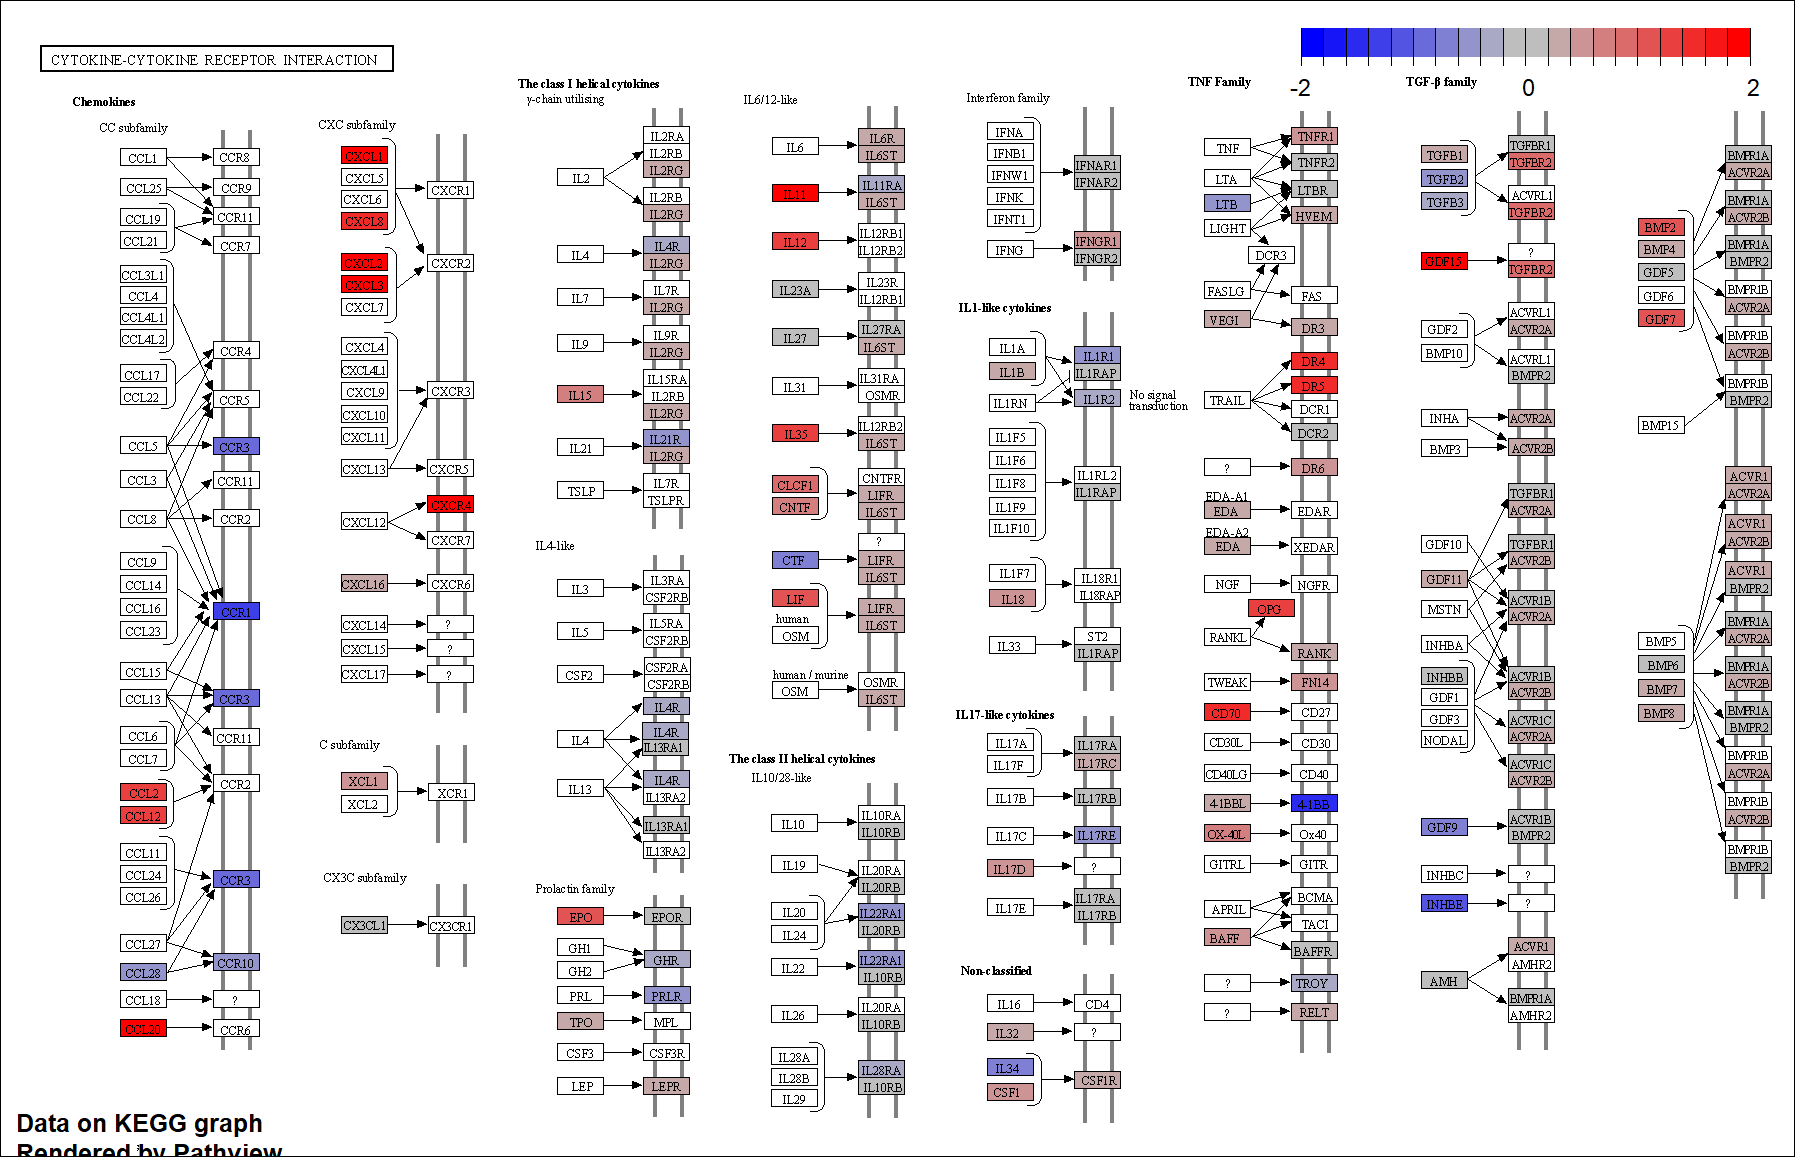 CYTOKINE-CYTOKINE RECEPTOR INTERACTION
-2
0
2
Chemokines
CC subfamily
CCL1
CCR8
CCL25
CCR9
CCL19
CCR11
CCL21
CCR7
CCL3L1
CCL4
CCL4L1
CCL4L2
CCR4
CCL17
CCL22
CCR5
CCL5
CCR3
CCL3
CCR11
CCL8
CCR2
CCL9
CCL14
CCL16
CCR1
CCL23
CCL15
CCL13
CCR3
CCL6
CCR11
CCL7
CCR2
CCL2
CCL12
CCL11
CCL24
CCR3
CCL26
CCL27
CCR10
CCL28
CCL18
?
CCL20
CCR6
CXC subfamily
CXCL1
CXCL5
CXCR1
CXCL6
CXCL8
CXCL2
CXCR2
CXCL3
CXCL7
CXCL4
CXCL4L1
CXCL9
CXCR3
CXCL10
CXCL11
CXCL13
CXCR5
CXCR4
CXCL12
CXCR7
CXCL16
CXCR6
CXCL14
?
CXCL15
?
CXCL17
?
C subfamily
XCL1
XCL2
XCR1
CX3C subfamily
CX3CL1
CX3CR1
The class I helical cytokines
γ-chain utilising
IL2RA
IL2RB
IL2RG
IL2
IL2RB
IL2RG
IL4
IL4R
IL2RG
IL7
IL7R
IL2RG
IL9
IL9R
IL2RG
IL15
IL15RA
IL2RB
IL2RG
IL21
IL21R
IL2RG
TSLP
IL7R
TSLPR
IL4-like
IL3
IL3RA
CSF2RB
IL5
IL5RA
CSF2RB
CSF2
CSF2RA
CSF2RB
IL4R
IL4
IL4R
IL13RA1
IL13
IL4R
IL13RA2
IL13RA1
IL13RA2
Prolactin family
EPO
EPOR
GH1
GH2
GHR
PRL
PRLR
TPO
MPL
CSF3
CSF3R
LEP
LEPR
IL6/12-like
IL6
IL6R
IL6ST
IL11
IL11RA
IL6ST
IL12
IL12RB1
IL12RB2
IL23A
IL23R
IL12RB1
IL27
IL27RA
IL6ST
IL31
IL31RA
OSMR
IL35
IL12RB2
IL6ST
CLCF1
CNTF
CNTFR
LIFR
IL6ST
CTF
?
LIFR
IL6ST
LIF
human
OSM
LIFR
IL6ST
human / murine
OSM
OSMR
IL6ST
The class II helical cytokines
IL10/28-like
IL10
IL10RA
IL10RB
IL19
IL20RA
IL20RB
IL20
IL24
IL22RA1
IL20RB
IL22
IL22RA1
IL10RB
IL26
IL20RA
IL10RB
IL28A
IL28B
IL29
IL28RA
IL10RB
Interferon family
IFNA
IFNB1
IFNW1
IFNK
IFNT1
IFNAR1
IFNAR2
IFNG
IFNGR1
IFNGR2
IL1-like cytokines
IL1A
IL1B
IL1R1
IL1RAP
IL1RN
IL1R2
No signal
transduction
IL1F5
IL1F6
IL1F8
IL1F9
IL1F10
IL1RL2
IL1RAP
IL1F7
IL18
IL18R1
IL18RAP
IL33
ST2
IL1RAP
IL17-like cytokines
IL17A
IL17F
IL17RA
IL17RC
IL17B
IL17RB
IL17C
IL17RE
IL17D
?
IL17E
IL17RA
IL17RB
Non-classified
IL16
CD4
IL32
?
IL34
CSF1
CSF1R
TNF Family
TNF
TNFR1
TNFR2
LTA
LTB
LTBR
LIGHT
HVEM
DCR3
FASLG
FAS
VEGI
DR3
DR4
DR5
TRAIL
DCR1
DCR2
?
DR6
EDA-A1
EDA
EDAR
EDA-A2
EDA
XEDAR
NGF
NGFR
OPG
RANKL
RANK
TWEAK
FN14
CD70
CD27
CD30L
CD30
CD40LG
CD40
4-1BBL
4-1BB
OX-40L
Ox40
GITRL
GITR
APRIL
BCMA
TACI
BAFF
BAFFR
?
TROY
?
RELT
TGF-β family
TGFB1
TGFB2
TGFB3
TGFBR1
TGFBR2
ACVRL1
TGFBR2
GDF15
?
TGFBR2
GDF2
BMP10
ACVRL1
ACVR2A
ACVRL1
BMPR2
INHA
ACVR2A
BMP3
ACVR2B
TGFBR1
ACVR2A
GDF10
TGFBR1
ACVR2B
GDF11
MSTN
ACVR1B
ACVR2A
INHBA
INHBB
GDF1
GDF3
NODAL
ACVR1B
ACVR2B
ACVR1C
ACVR2A
ACVR1C
ACVR2B
GDF9
ACVR1B
BMPR2
INHBC
?
INHBE
?
AMH
ACVR1
AMHR2
BMPR1A
AMHR2
BMP2
BMP4
GDF5
GDF6
GDF7
BMPR1A
ACVR2A
BMPR1A
ACVR2B
BMPR1A
BMPR2
BMPR1B
ACVR2A
BMPR1B
ACVR2B
BMPR1B
BMPR2
BMP15
BMP5
BMP6
BMP7
BMP8
ACVR1
ACVR2A
ACVR1
ACVR2B
ACVR1
BMPR2
BMPR1A
ACVR2A
BMPR1A
ACVR2B
BMPR1A
BMPR2
BMPR1B
ACVR2A
BMPR1B
ACVR2B
BMPR1B
BMPR2
Data on KEGG graph
Rendered by Pathview